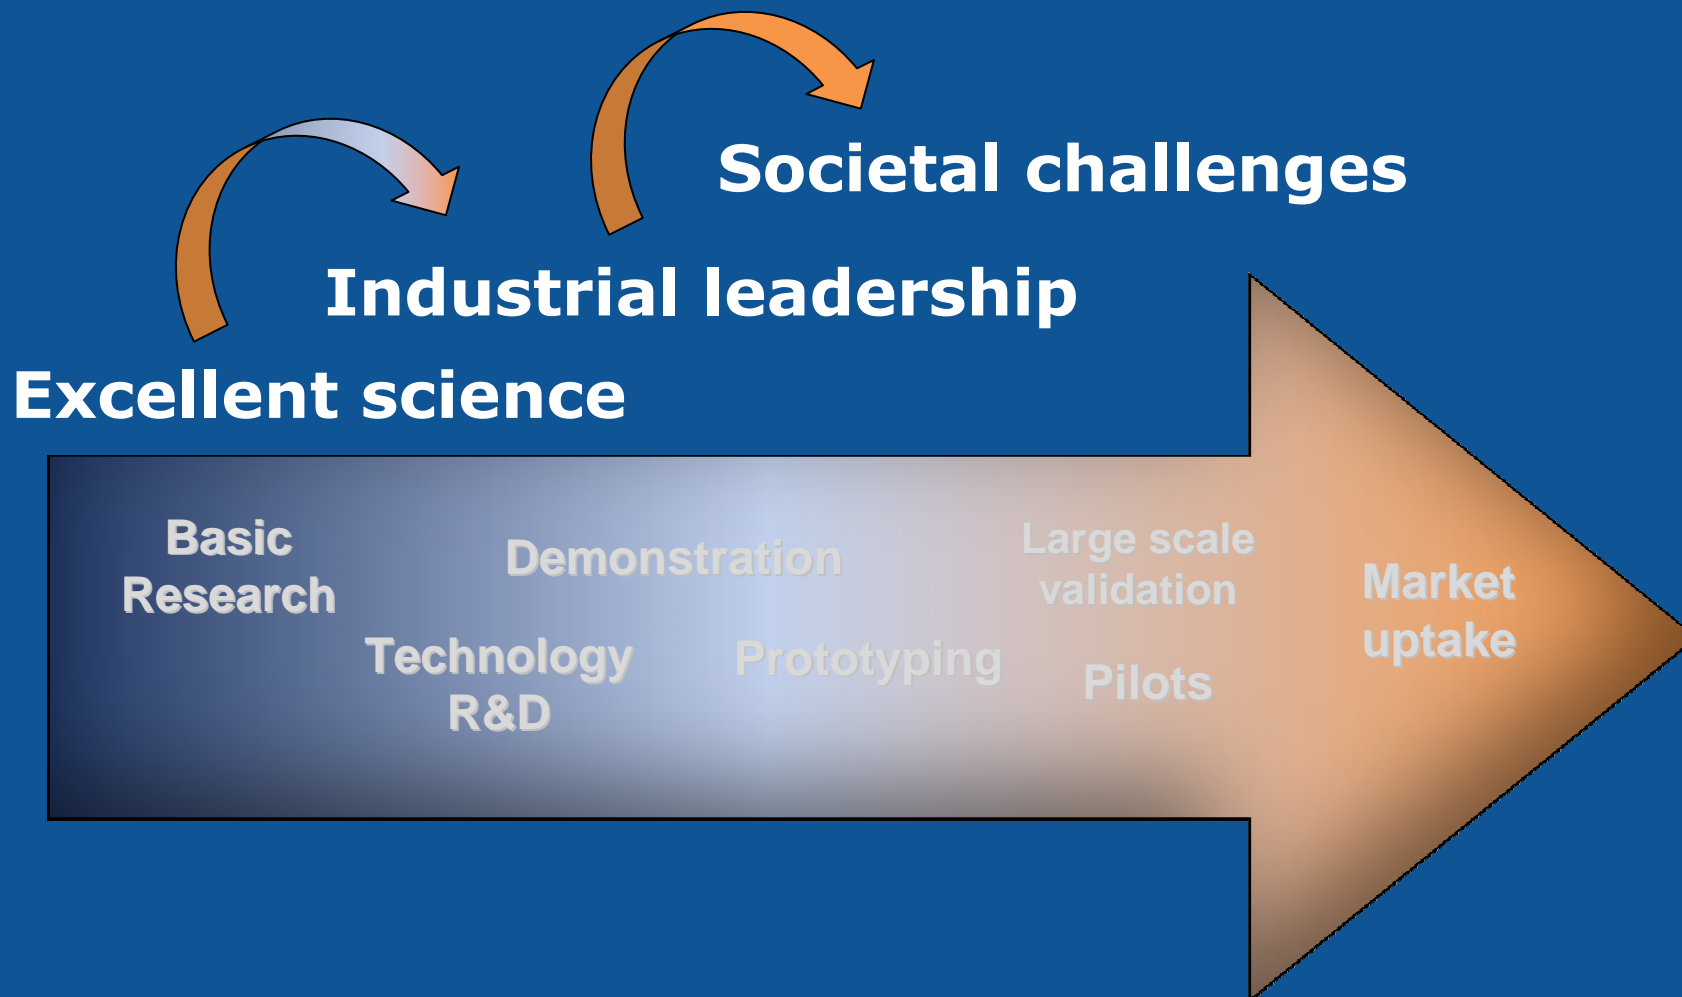 Societal challenges
Industrial leadership
Excellent science
Basic
Research
Demonstration
Large scale
validation
Market
uptake
Technology
R&D
Prototyping
Pilots